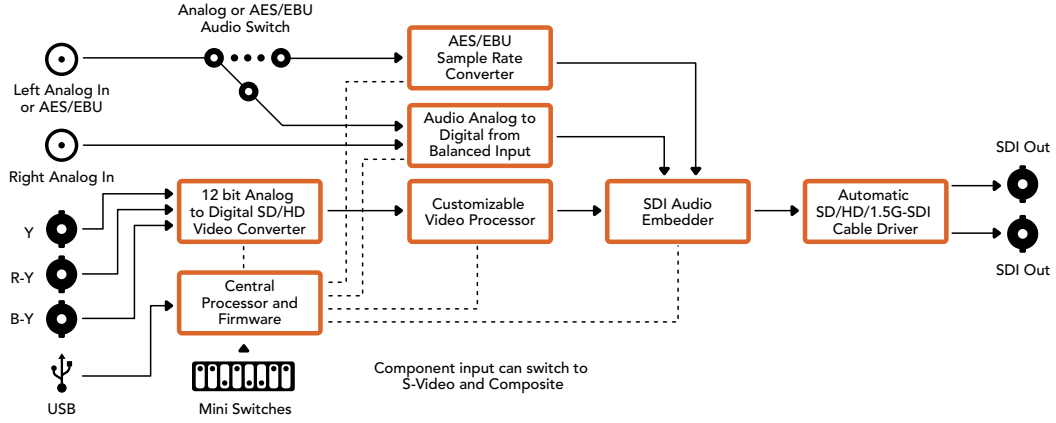 Analog or AES/EBU
Audio Switch
Left Analog In
or AES/EBU
Right Analog In
AES/EBU
Sample Rate
Converter
Audio Analog to
Digital from
Balanced Input
Y
R-Y
B-Y
USB
12 bit Analog
to Digital SD/HD
Video Converter
Customizable
Video Processor
SDI Audio
Embedder
Automatic
SD/HD/1.5G-SDI
Cable Driver
SDI Out
SDI Out
Central
Processor and
Firmware
Mini Switches
Component input can switch to
S-Video and Composite